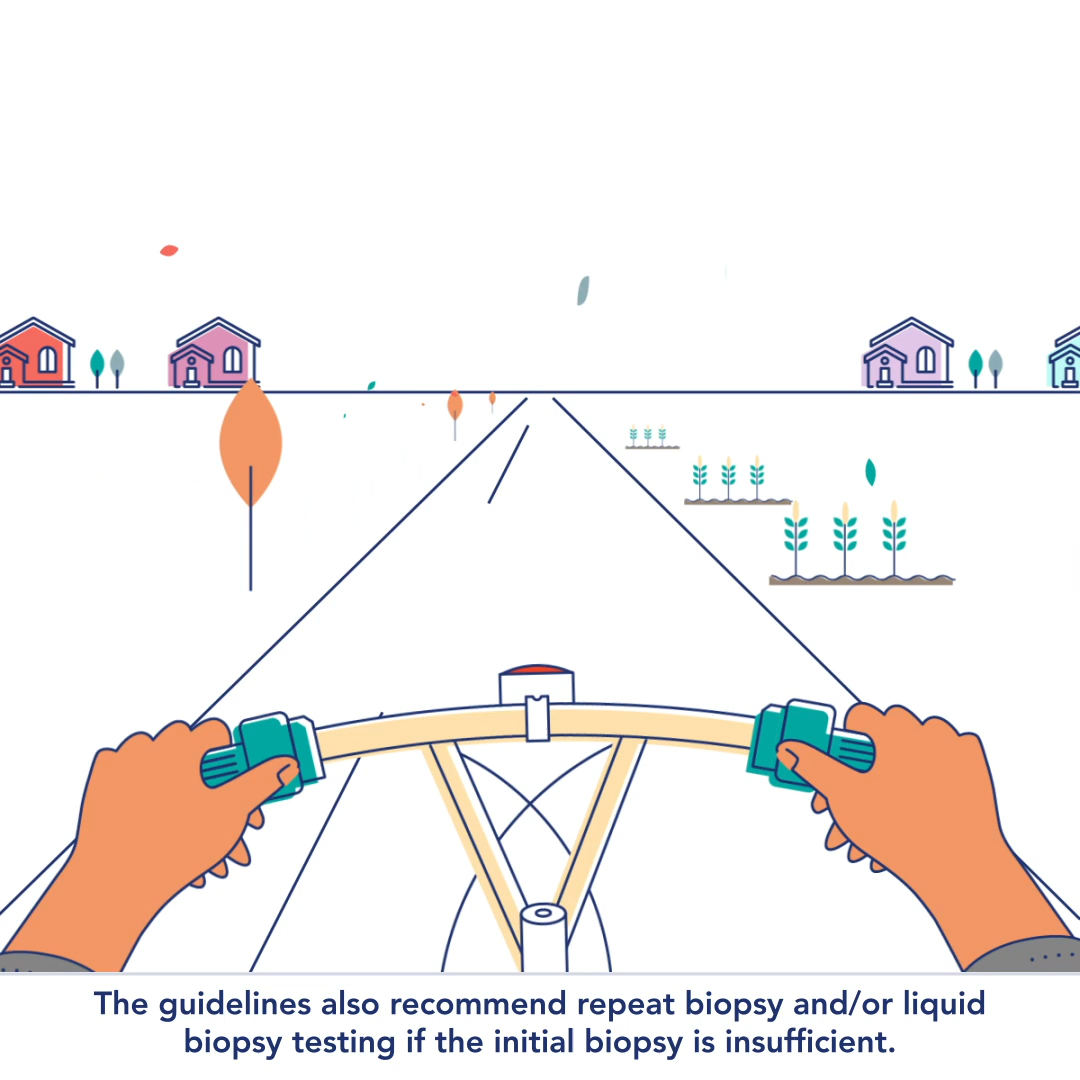 The guidelines also recommend repeat biopsy and/or liquid
biopsy testing if the initial biopsy is insufficient.